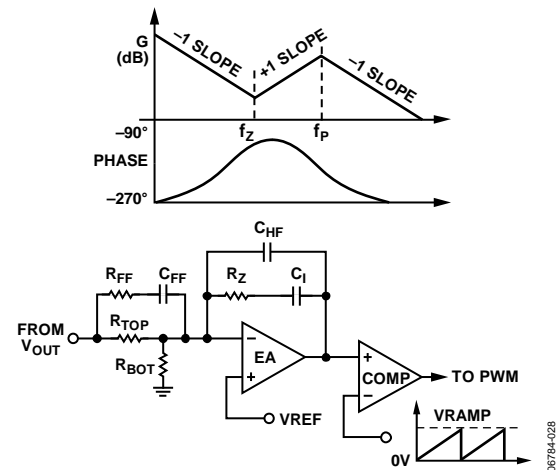 G
(dB)
–1 SLOPE
+1 SLOPE
–1 SLOPE
fZ
fP
–90°
PHASE
–270°
CHF
RFF
CFF
RZ
CI
RTOP
FROM
VOUT
RBOT
–
+
EA
VREF
+
–
COMP
TO PWM
VRAMP
0V
06784-028